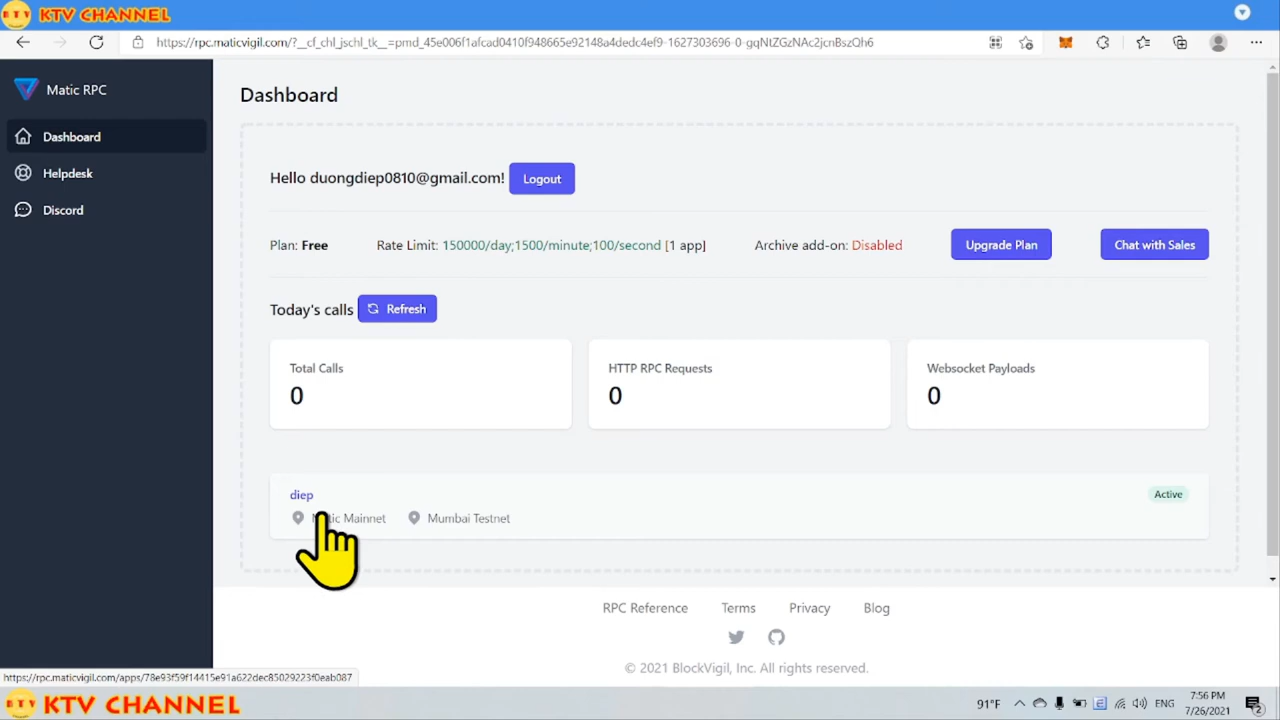 KTV CHANNEL
https://rpc.maticvigil.com/?__cf_chl_jschl_tk__=pmd_45e006f1afcad0410f948665e92148a4dedc4ef9-1627303696-0-gqNtZGzNAc2jcnBszQh6
Matic RPC
Dashboard
Helpdesk
Discord
Dashboard
Hello duongdiep0810@gmail.com! Logout
Plan: Free Rate Limit: 150000/day;1500/minute;100/second [1 app] Archive add-on: Disabled Upgrade Plan Chat with Sales
Today's calls Refresh
Total Calls HTTP RPC Requests Websocket Payloads
0 0 0
diep Active
Mainnet Mumbai Testnet
RPC Reference Terms Privacy Blog
© 2021 BlockVigil, Inc. All rights reserved.
https://rpc.maticvigil.com/apps/78e93f59f14415e91a622dec85029223f0eab087
KTV CHANNEL
91°F ENG 7:56 PM
7/26/2021
2